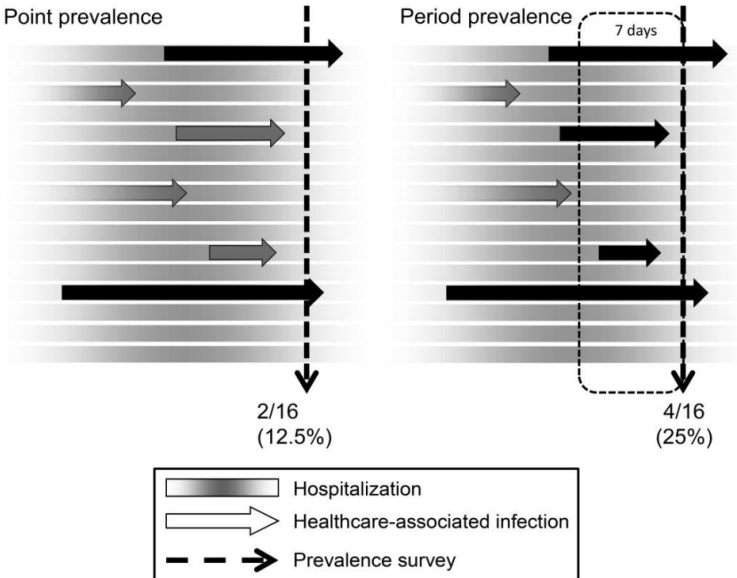 Point prevalence
Period prevalence
7 days
2/16
(12.5%)
4/16
(25%)
Hospitalization
Healthcare-associated infection
Prevalence survey